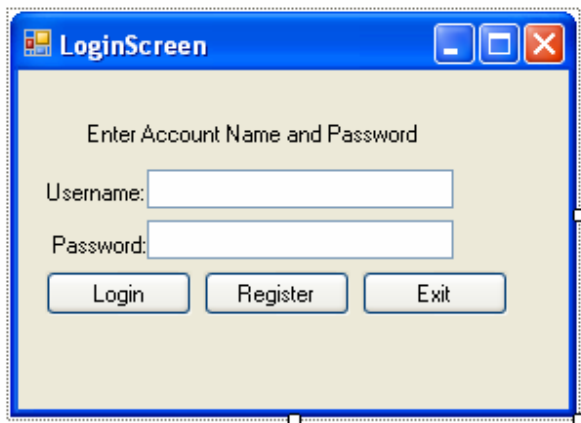 LoginScreen
Enter Account Name and Password
Username:
Password:
Login Register Exit